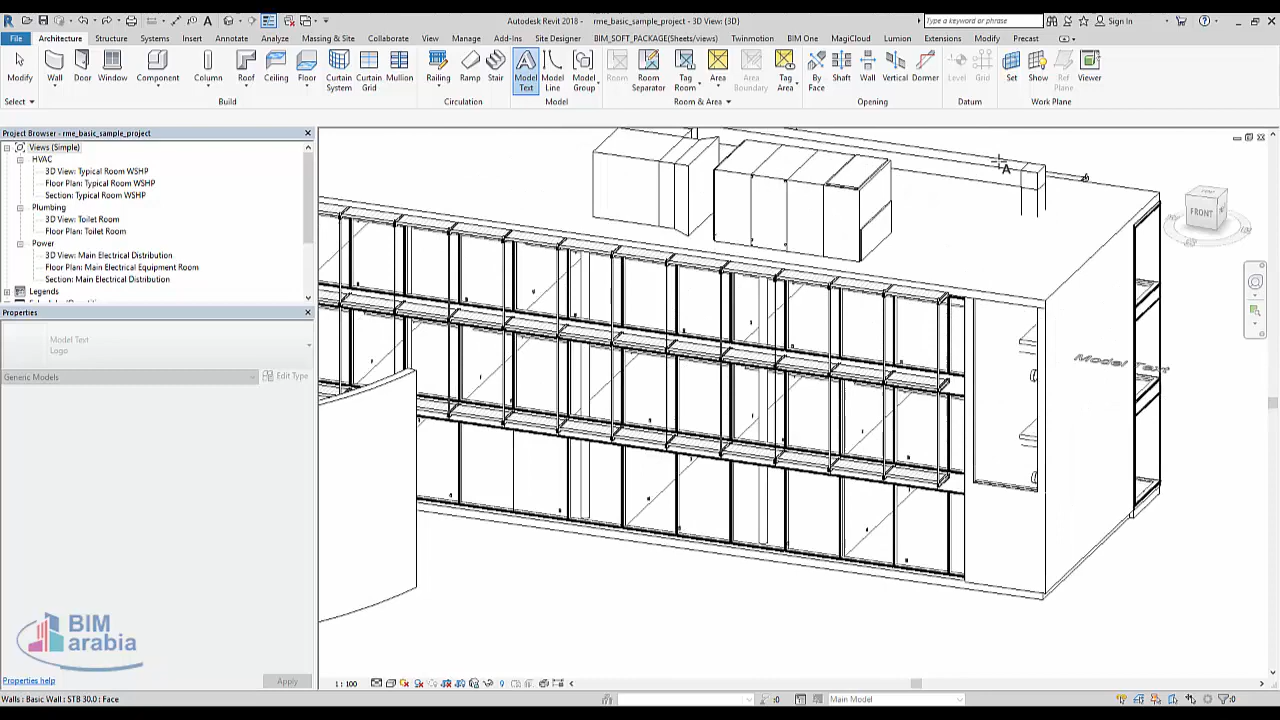 Autodesk Revit 2018 - rme_basic_sample_project - 3D View: {3D}
Type a keyword or phrase
Sign In
File Architecture Structure Systems Insert Annotate Analyze Massing & Site Collaborate View Manage Add-Ins Site Designer BIM_SOFT_PACKAGE(Sheets/views) Twinmotion BIM One MagiCloud Lumion Extensions Modify Precast
Modify Wall Door Window Component Column Roof Ceiling Floor Curtain System Curtain Grid Mullion Railing Ramp Stair Model Text Model Line Model Group Room Room Separator Tag Room Area Area Boundary Tag Area By Face Shaft Wall Vertical Dormer Level Grid Set Show Ref Plane Viewer
Select Build Circulation Model Room & Area Opening Datum Work Plane
Project Browser - rme_basic_sample_project
Views (Simple)
HVAC
3D View: Typical Room WSHP
Floor Plan: Typical Room WSHP
Section: Typical Room WSHP
Plumbing
3D View: Toilet Room
Floor Plan: Toilet Room
Power
3D View: Main Electrical Distribution
Floor Plan: Main Electrical Equipment Room
Section: Main Electrical Distribution
Legends
Properties
Model Text
Logo
Generic Models
Edit Type
FRONT
Model Text
BIM
arabia
Properties help
Apply
1 : 100
Walls : Basic Wall : STB 30.0 : Face
:0
Main Model
:0